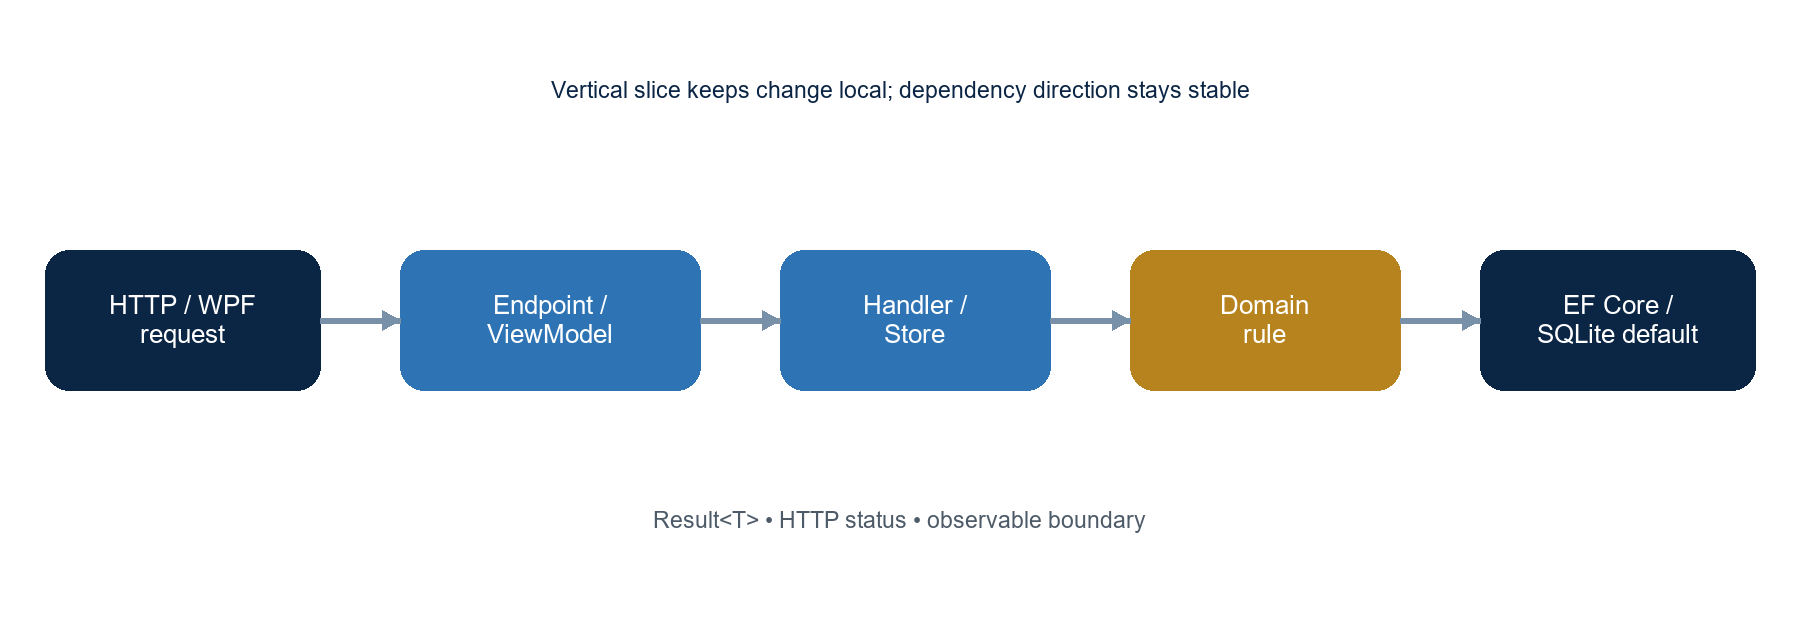 Vertical slice keeps change local; dependency direction stays stable
HTTP / WPF
request
Endpoint /
ViewModel
Handler /
Store
Domain
rule
EF Core /
SQLite default
Result<T> • HTTP status • observable boundary